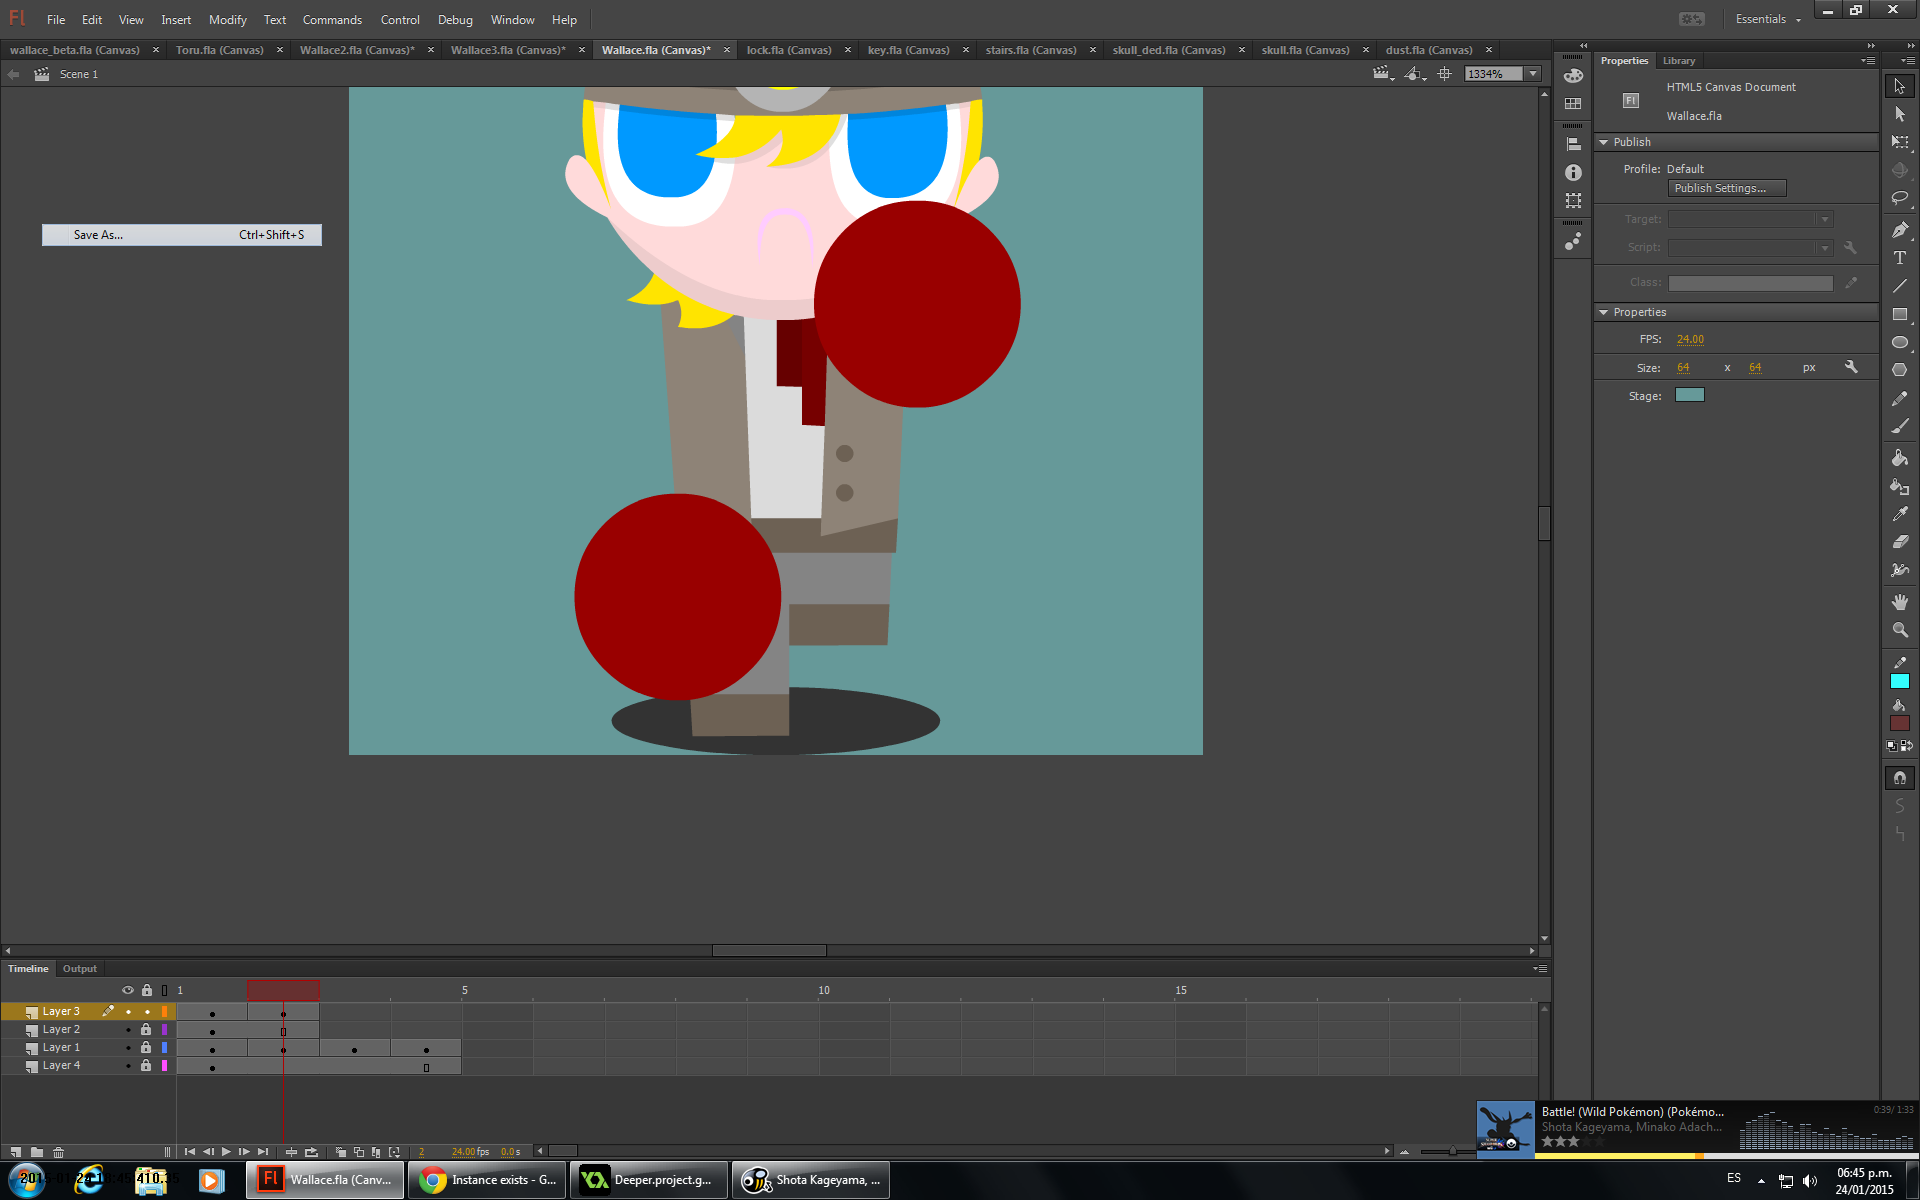 Fl File Edit View Insert Modify Text Commands Control Debug Window Help Essentials
wallace_beta.fla (Canvas) Toru.fla (Canvas) Wallace2.fla (Canvas)* Wallace3.fla (Canvas)* Wallace.fla (Canvas)* lock.fla (Canvas) key.fla (Canvas) stairs.fla (Canvas) skull_ded.fla (Canvas) skull.fla (Canvas) dust.fla (Canvas)
Scene 1 1334%
Save As... Ctrl+Shift+S
Properties Library
HTML5 Canvas Document
Fl
Wallace.fla
Publish
Profile: Default
Publish Settings...
Target:
Script:
Class:
Properties
FPS: 24.00
Size: 64 x 64 px
Stage:
Timeline Output
1 5 10 15
Layer 3
Layer 2
Layer 1
Layer 4
2 24.00 fps 0.0 s
Battle! (Wild Pokémon) (Pokémo... 0:39/ 1:33
Shota Kageyama, Minako Adach...
Fl Wallace.fla (Canv...
Instance exists - G...
Deeper.project.g...
Shota Kageyama, ...
ES
06:45 p.m.
24/01/2015